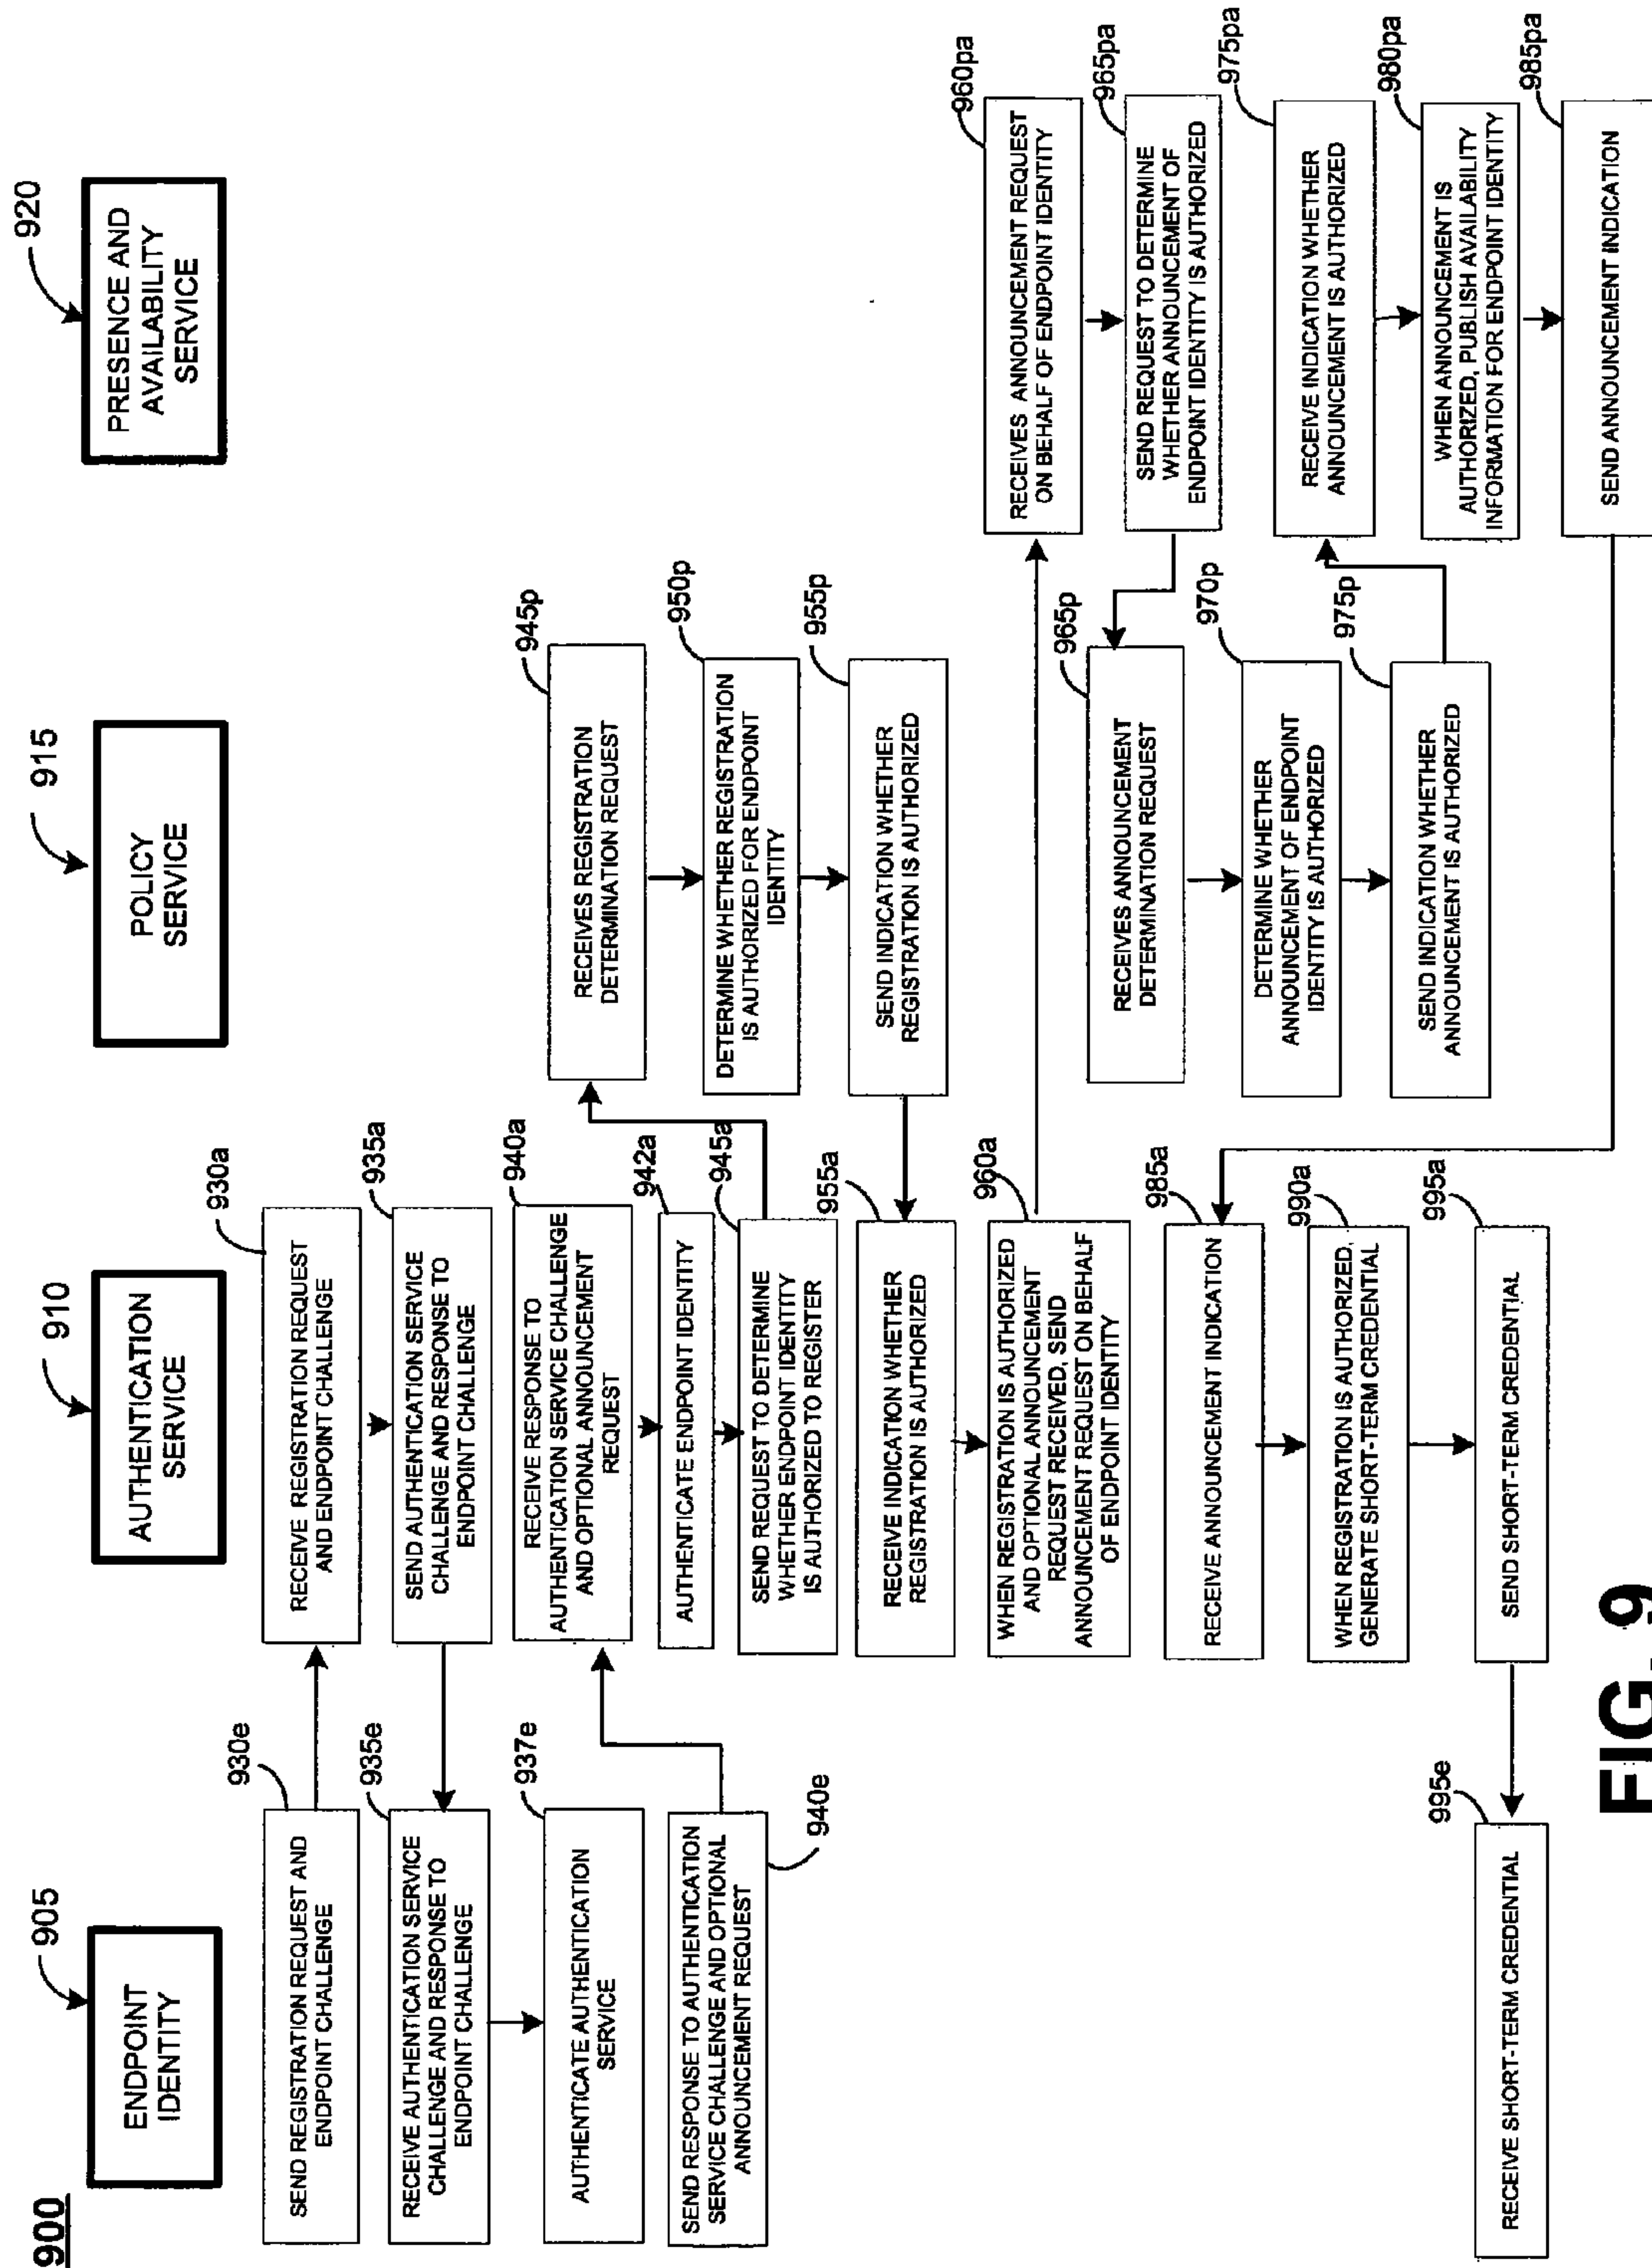 900
905
ENDPOINT
IDENTITY
910
AUTHENTICATION
SERVICE
915
POLICY
SERVICE
920
PRESENCE AND
AVAILABILITY
SERVICE
930e
SEND REGISTRATION REQUEST AND
ENDPOINT CHALLENGE
930a
RECEIVE REGISTRATION REQUEST
AND ENDPOINT CHALLENGE
935a
SEND AUTHENTICATION SERVICE
CHALLENGE AND RESPONSE TO
ENDPOINT CHALLENGE
935e
RECEIVE AUTHENTICATION SERVICE
CHALLENGE AND RESPONSE TO
ENDPOINT CHALLENGE
937e
AUTHENTICATE AUTHENTICATION
SERVICE
940e
SEND RESPONSE TO AUTHENTICATION
SERVICE CHALLENGE AND OPTIONAL
ANNOUNCEMENT REQUEST
940a
RECEIVE RESPONSE TO
AUTHENTICATION SERVICE CHALLENGE
AND OPTIONAL ANNOUNCEMENT
REQUEST
942a
AUTHENTICATE ENDPOINT IDENTITY
945a
SEND REQUEST TO DETERMINE
WHETHER ENDPOINT IDENTITY
IS AUTHORIZED TO REGISTER
945p
RECEIVES REGISTRATION
DETERMINATION REQUEST
950p
DETERMINE WHETHER REGISTRATION
IS AUTHORIZED FOR ENDPOINT
IDENTITY
955p
SEND INDICATION WHETHER
REGISTRATION IS AUTHORIZED
955a
RECEIVE INDICATION WHETHER
REGISTRATION IS AUTHORIZED
960a
WHEN REGISTRATION IS AUTHORIZED
AND OPTIONAL ANNOUNCEMENT
REQUEST RECEIVED, SEND
ANNOUNCEMENT REQUEST ON BEHALF
OF ENDPOINT IDENTITY
960pa
RECEIVES ANNOUNCEMENT REQUEST
ON BEHALF OF ENDPOINT IDENTITY
965pa
SEND REQUEST TO DETERMINE
WHETHER ANNOUNCEMENT OF
ENDPOINT IDENTITY IS AUTHORIZED
965p
RECEIVES ANNOUNCEMENT
DETERMINATION REQUEST
970p
DETERMINE WHETHER
ANNOUNCEMENT OF ENDPOINT
IDENTITY IS AUTHORIZED
975p
SEND INDICATION WHETHER
ANNOUNCEMENT IS AUTHORIZED
975pa
RECEIVE INDICATION WHETHER
ANNOUNCEMENT IS AUTHORIZED
980pa
WHEN ANNOUNCEMENT IS
AUTHORIZED, PUBLISH AVAILABILITY
INFORMATION FOR ENDPOINT IDENTITY
985pa
SEND ANNOUNCEMENT INDICATION
985a
RECEIVE ANNOUNCEMENT INDICATION
990a
WHEN REGISTRATION IS AUTHORIZED,
GENERATE SHORT-TERM CREDENTIAL
995a
SEND SHORT-TERM CREDENTIAL
995e
RECEIVE SHORT-TERM CREDENTIAL
FIG. 9